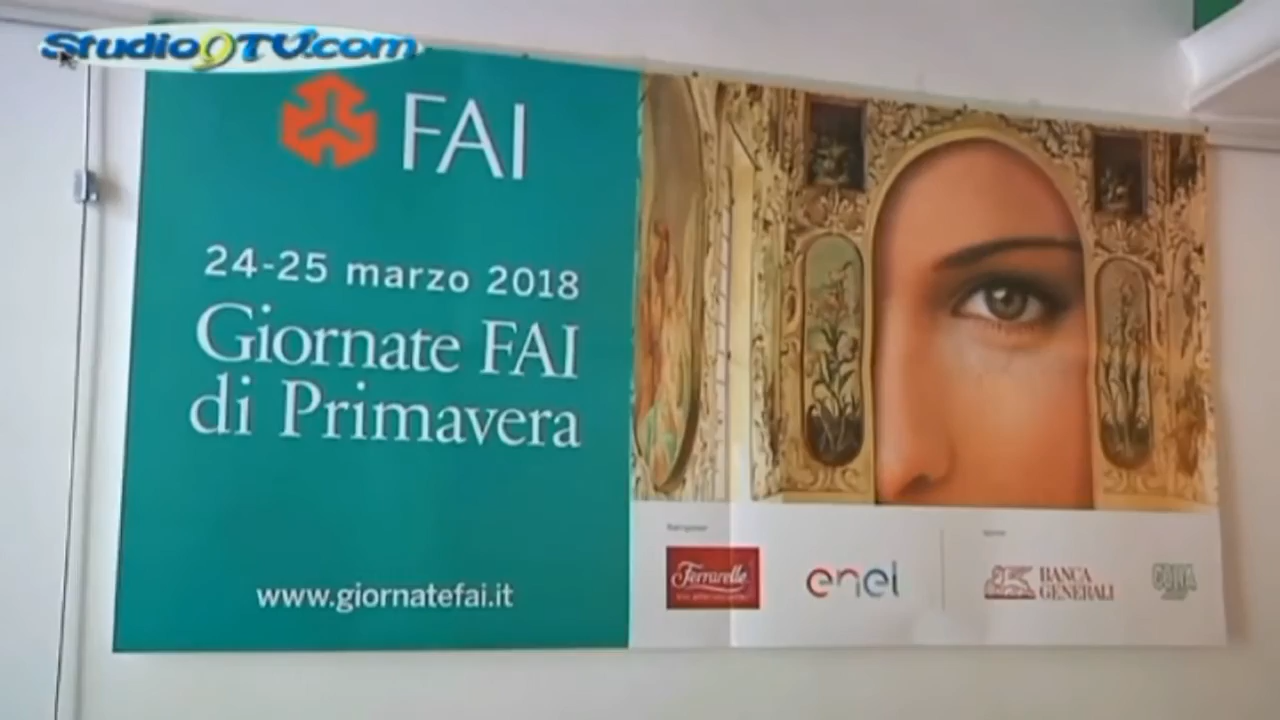 Studio9TV.com
FAI
24-25 marzo 2018
Giornate FAI
di Primavera
www.giornatefai.it
Ferrarelle
enel
BANCA
GENERALI